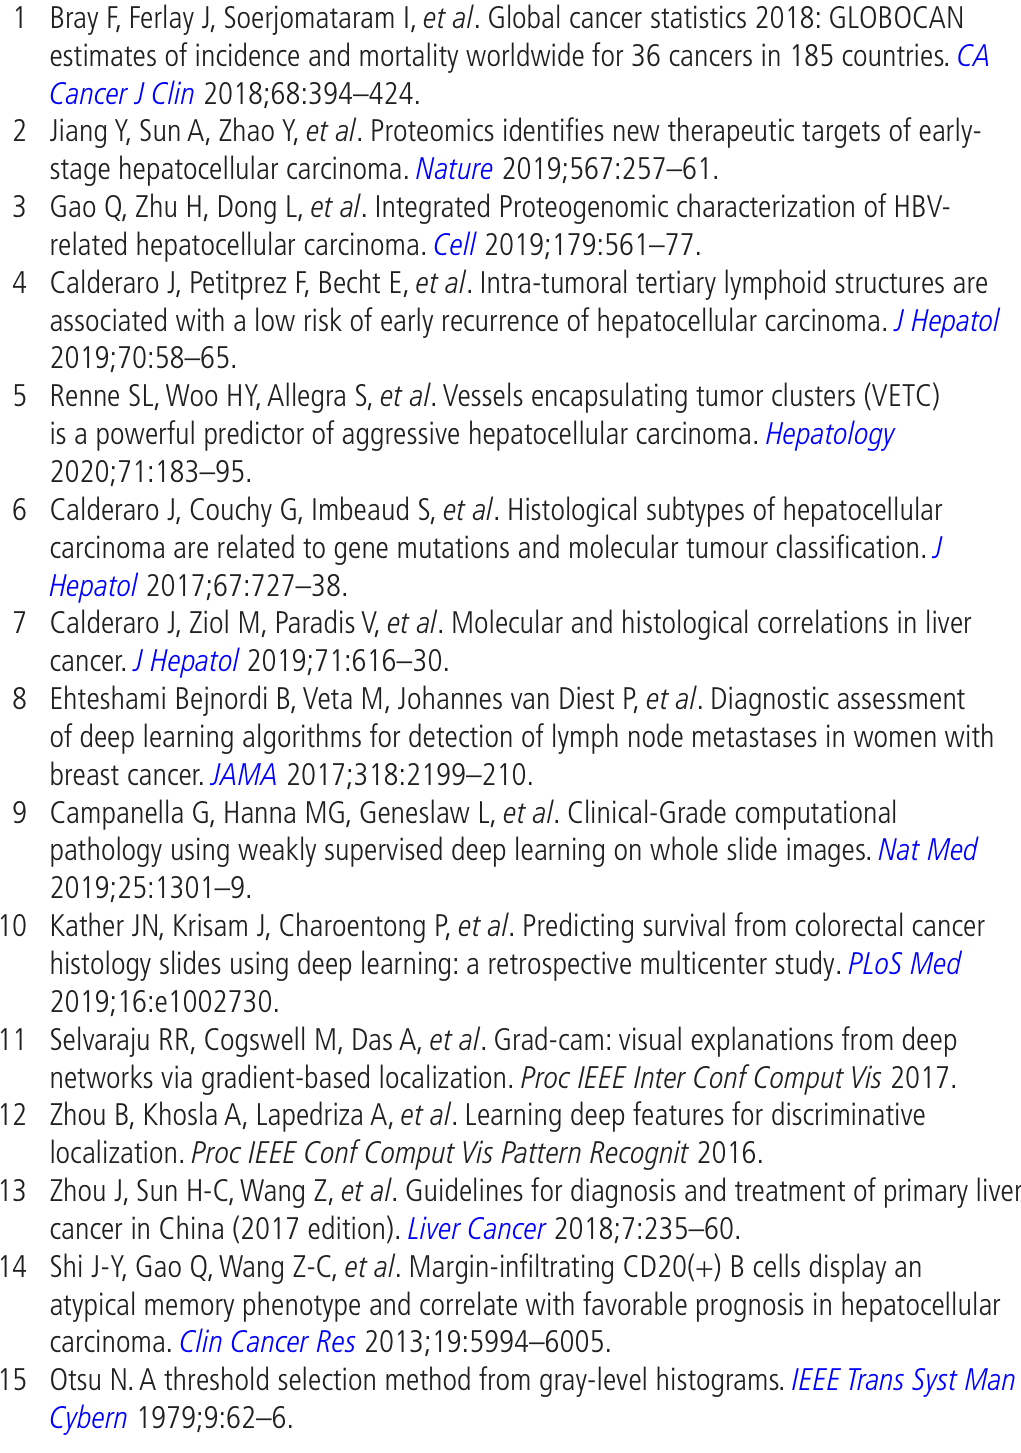 1 Bray F, Ferlay J, Soerjomataram I, et al. Global cancer statistics 2018: GLOBOCAN
estimates of incidence and mortality worldwide for 36 cancers in 185 countries. CA
Cancer J Clin 2018;68:394–424.
2 Jiang Y, Sun A, Zhao Y, et al. Proteomics identifies new therapeutic targets of early-
stage hepatocellular carcinoma. Nature 2019;567:257–61.
3 Gao Q, Zhu H, Dong L, et al. Integrated Proteogenomic characterization of HBV-
related hepatocellular carcinoma. Cell 2019;179:561–77.
4 Calderaro J, Petitprez F, Becht E, et al. Intra-tumoral tertiary lymphoid structures are
associated with a low risk of early recurrence of hepatocellular carcinoma. J Hepatol
2019;70:58–65.
5 Renne SL, Woo HY, Allegra S, et al. Vessels encapsulating tumor clusters (VETC)
is a powerful predictor of aggressive hepatocellular carcinoma. Hepatology
2020;71:183–95.
6 Calderaro J, Couchy G, Imbeaud S, et al. Histological subtypes of hepatocellular
carcinoma are related to gene mutations and molecular tumour classification. J
Hepatol 2017;67:727–38.
7 Calderaro J, Ziol M, Paradis V, et al. Molecular and histological correlations in liver
cancer. J Hepatol 2019;71:616–30.
8 Ehteshami Bejnordi B, Veta M, Johannes van Diest P, et al. Diagnostic assessment
of deep learning algorithms for detection of lymph node metastases in women with
breast cancer. JAMA 2017;318:2199–210.
9 Campanella G, Hanna MG, Geneslaw L, et al. Clinical-Grade computational
pathology using weakly supervised deep learning on whole slide images. Nat Med
2019;25:1301–9.
10 Kather JN, Krisam J, Charoentong P, et al. Predicting survival from colorectal cancer
histology slides using deep learning: a retrospective multicenter study. PLoS Med
2019;16:e1002730.
11 Selvaraju RR, Cogswell M, Das A, et al. Grad-cam: visual explanations from deep
networks via gradient-based localization. Proc IEEE Inter Conf Comput Vis 2017.
12 Zhou B, Khosla A, Lapedriza A, et al. Learning deep features for discriminative
localization. Proc IEEE Conf Comput Vis Pattern Recognit 2016.
13 Zhou J, Sun H-C, Wang Z, et al. Guidelines for diagnosis and treatment of primary liver
cancer in China (2017 edition). Liver Cancer 2018;7:235–60.
14 Shi J-Y, Gao Q, Wang Z-C, et al. Margin-infiltrating CD20(+) B cells display an
atypical memory phenotype and correlate with favorable prognosis in hepatocellular
carcinoma. Clin Cancer Res 2013;19:5994–6005.
15 Otsu N. A threshold selection method from gray-level histograms. IEEE Trans Syst Man
Cybern 1979;9:62–6.